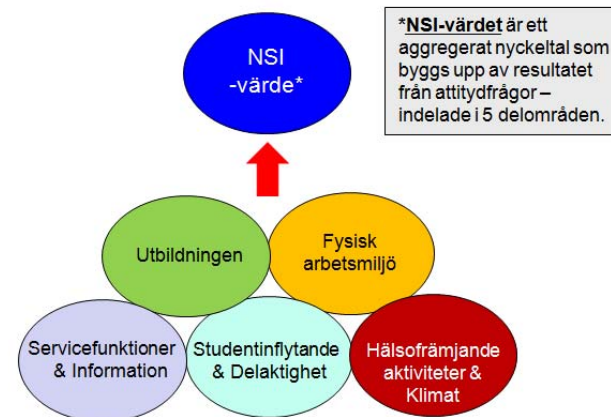 NSI
-värde*
*NSI-värdet är ett
aggregerat nyckeltal som
byggs upp av resultatet
från attitydfrågor –
indelade i 5 delområden.
Utbildningen
Fysisk
arbetsmiljö
Servicefunktioner
& Information
Studentinflytande
& Delaktighet
Hälsofrämjande
aktiviteter &
Klimat